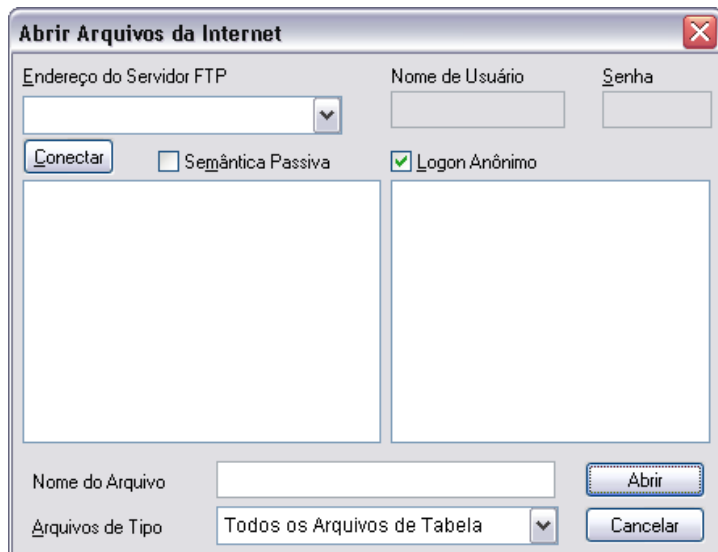 Abrir Arquivos da Internet
Endereço do Servidor FTP Nome de Usuário Senha
Conectar Semântica Passiva Logon Anônimo
Nome do Arquivo Abrir
Arquivos de Tipo Todos os Arquivos de Tabela Cancelar